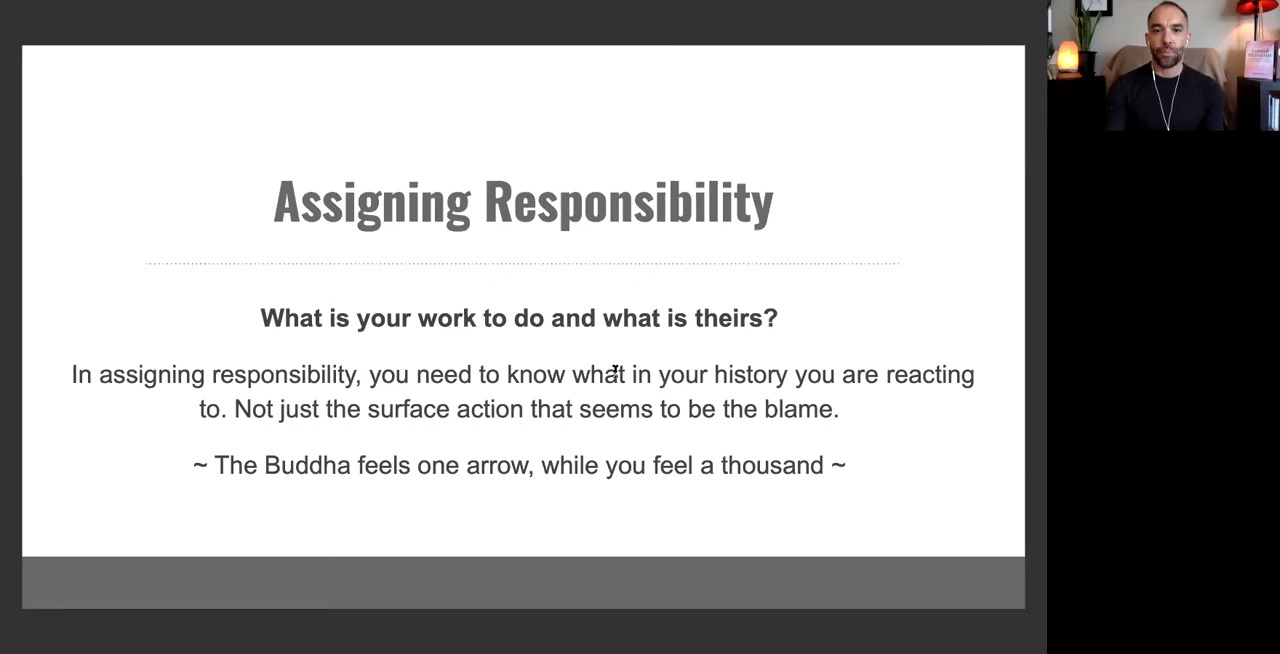 Assigning Responsibility
What is your work to do and what is theirs?
In assigning responsibility, you need to know what in your history you are reacting
to. Not just the surface action that seems to be the blame.
~ The Buddha feels one arrow, while you feel a thousand ~